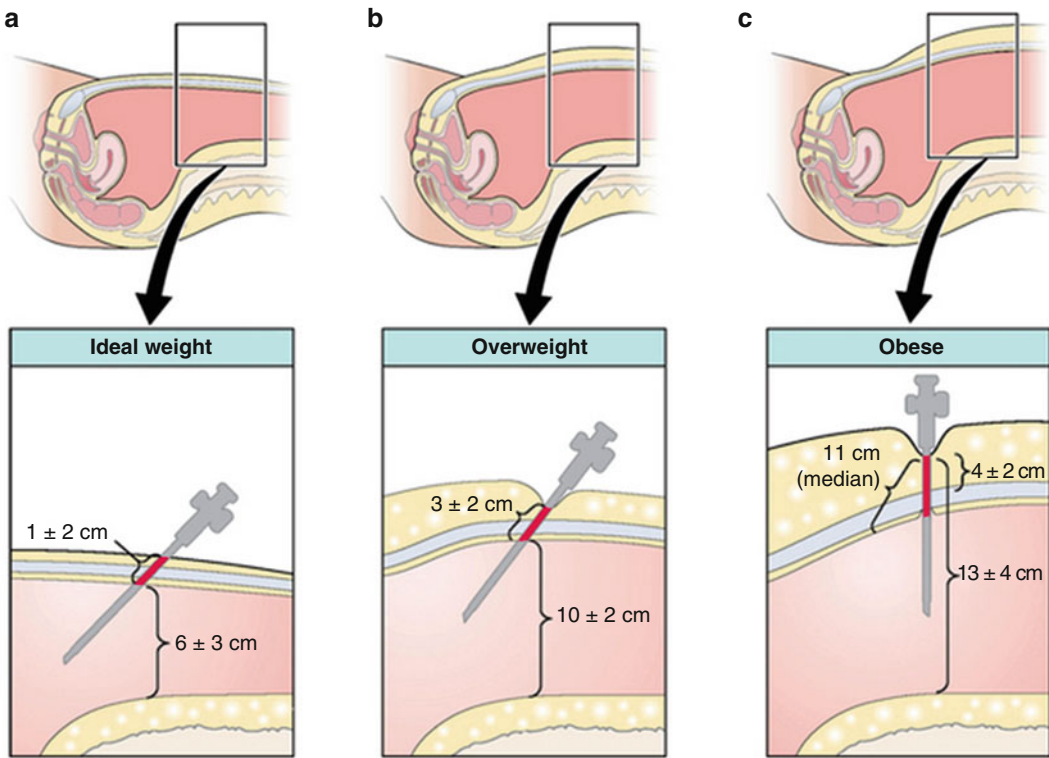 a
b
c
Ideal weight
Overweight
Obese
1 ± 2 cm
6 ± 3 cm
3 ± 2 cm
10 ± 2 cm
11 cm
(median)
4 ± 2 cm
13 ± 4 cm